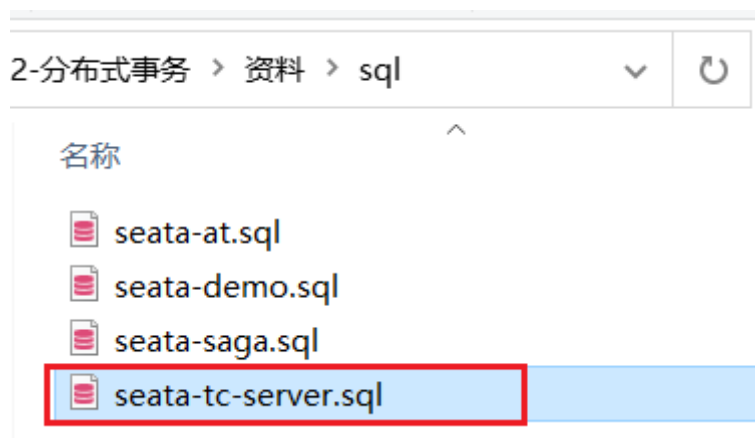 2-分布式事务 > 资料 > sql
名称
seata-at.sql
seata-demo.sql
seata-saga.sql
seata-tc-server.sql